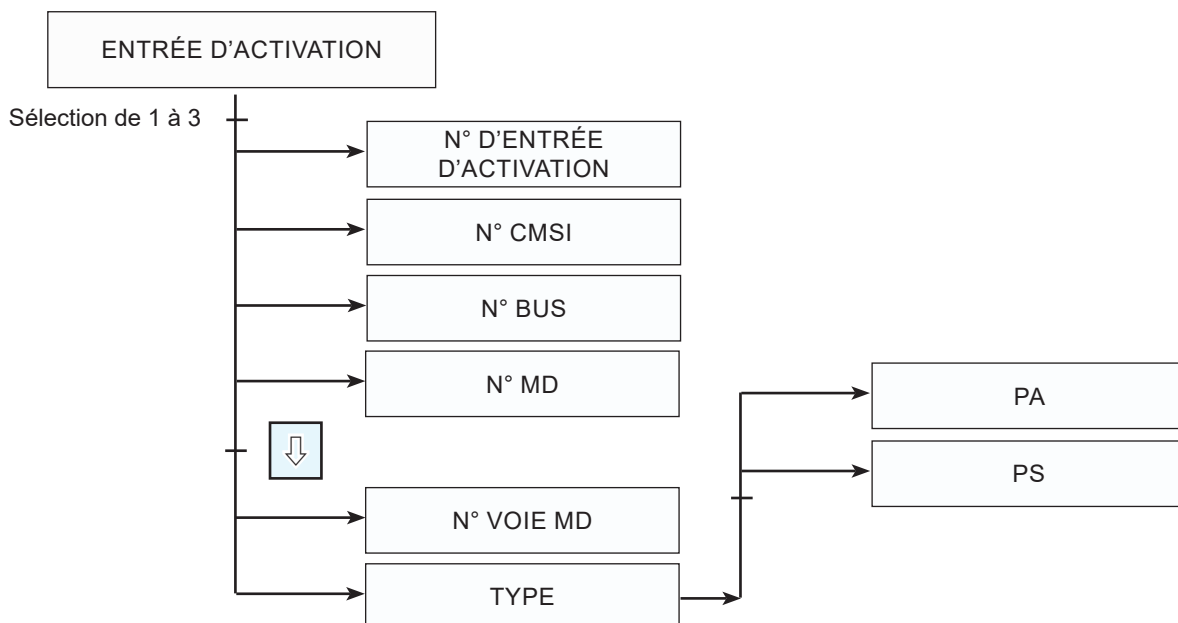 ENTRÉE D’ACTIVATION
Sélection de 1 à 3
N° D’ENTRÉE
D’ACTIVATION
N° CMSI
N° BUS
N° MD
N° VOIE MD
TYPE
PA
PS